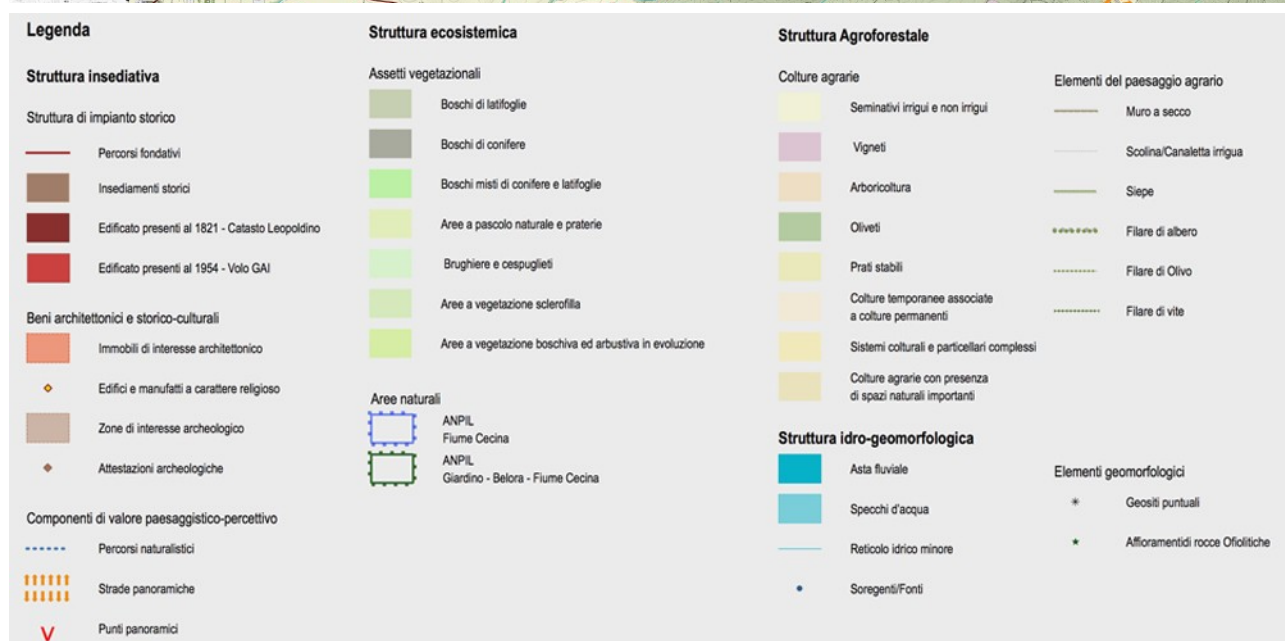 Legenda
Struttura insediativa
Struttura di impianto storico
Percorsi fondativi
Insediamenti storici
Edificato presenti al 1821 - Catasto Leopoldino
Edificato presenti al 1954 - Volo GAI
Beni architettonici e storico-culturali
Immobili di interesse architettonico
Edifici e manufatti a carattere religioso
Zone di interesse archeologico
Attestazioni archeologiche
Componenti di valore paesaggistico-percettivo
Percorsi naturalistici
Strade panoramiche
V
Punti panoramici
Struttura ecosistemica
Assetti vegetazionali
Boschi di latifoglie
Boschi di conifere
Boschi misti di conifere e latifoglie
Aree a pascolo naturale e praterie
Brughiere e cespuglieti
Aree a vegetazione sclerofilla
Aree a vegetazione boschiva ed arbustiva in evoluzione
Aree naturali
ANPIL
Fiume Cecina
ANPIL
Giardino - Belora - Fiume Cecina
Struttura Agroforestale
Colture agrarie
Seminativi irrigui e non irrigui
Vigneti
Arboricoltura
Oliveti
Prati stabili
Colture temporanee associate
a colture permanenti
Sistemi colturali e particellari complessi
Colture agrarie con presenza
di spazi naturali importanti
Elementi del paesaggio agrario
Muro a secco
Scolina/Canaletta irrigua
Siepe
Filare di albero
Filare di Olivo
Filare di vite
Struttura idro-geomorfologica
Asta fluviale
Specchi d'acqua
Reticolo idrico minore
Soregenti/Fonti
Elementi geomorfologici
Geositi puntuali
Affioramentidi rocce Ofiolitiche